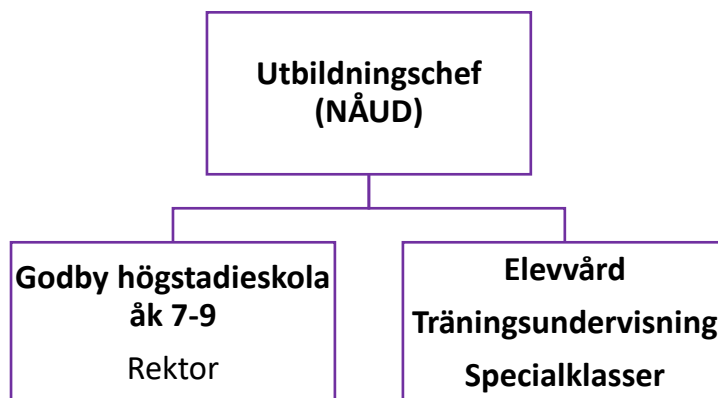 Utbildningschef
(NÅUD)
Godby högstadieskola
åk 7-9
Rektor
Elevvård
Träningsundervisning
Specialklasser